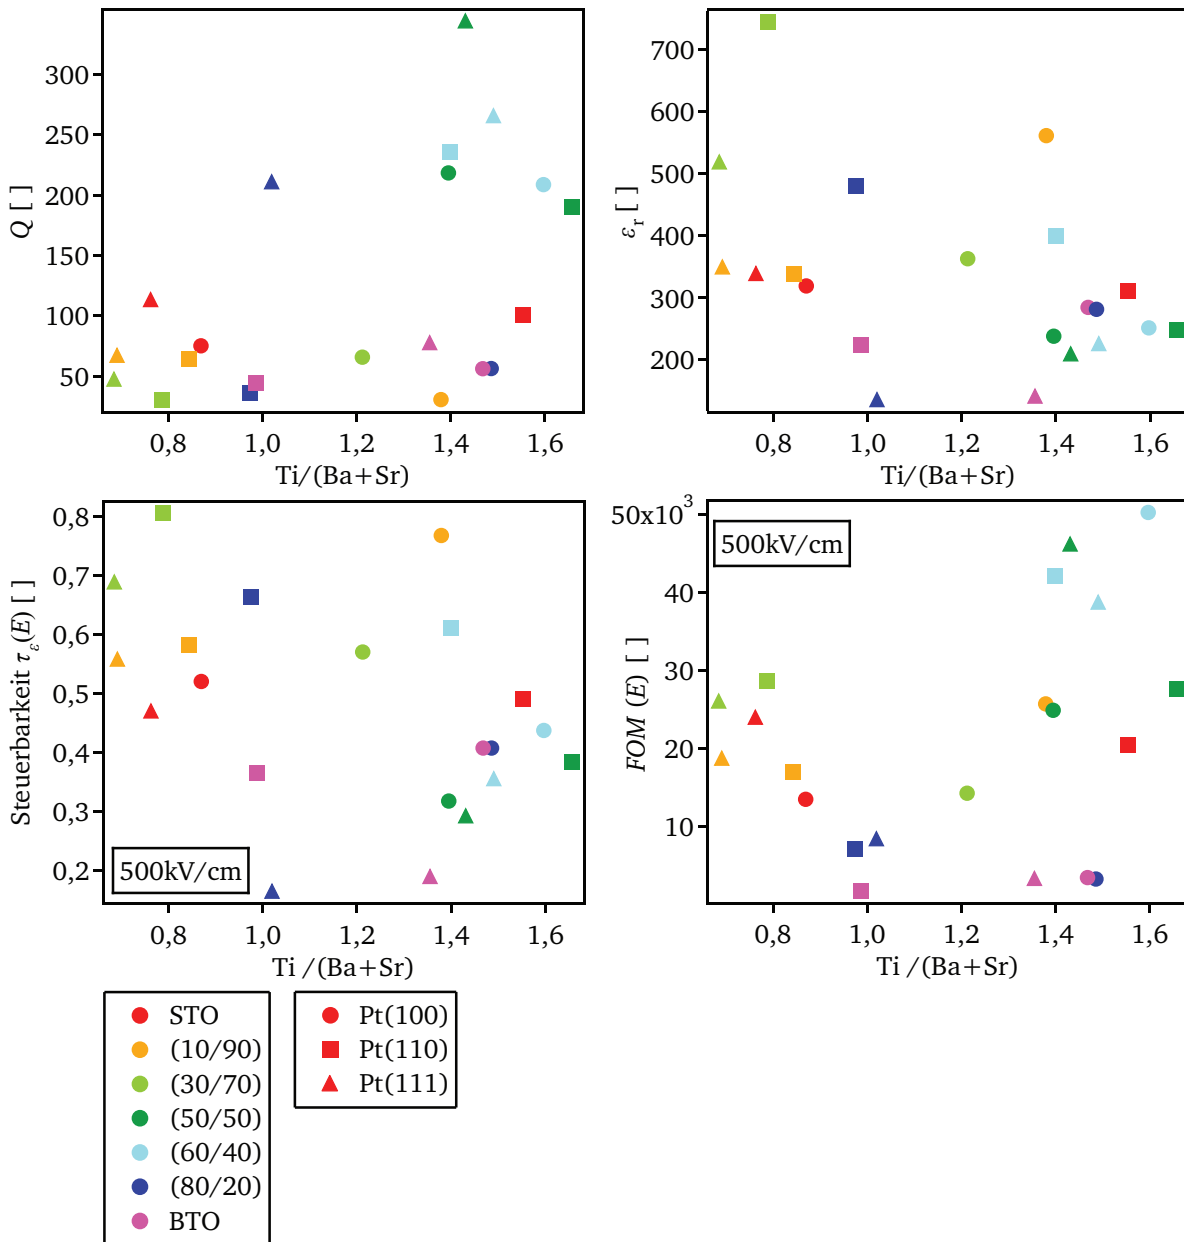 300
250
200
150
100
50
Q [ ]
0,8 1,0 1,2 1,4 1,6
Ti/(Ba+Sr)
700
600
500
400
300
200
εr [ ]
0,8 1,0 1,2 1,4 1,6
Ti/(Ba+Sr)
0,8
0,7
0,6
0,5
0,4
0,3
0,2
Steuerbarkeit τε(E) [ ]
500kV/cm
0,8 1,0 1,2 1,4 1,6
Ti /(Ba+Sr)
50x10³
40
30
20
10
FOM (E) [ ]
500kV/cm
0,8 1,0 1,2 1,4 1,6
Ti /(Ba+Sr)
STO
(10/90)
(30/70)
(50/50)
(60/40)
(80/20)
BTO
Pt(100)
Pt(110)
Pt(111)